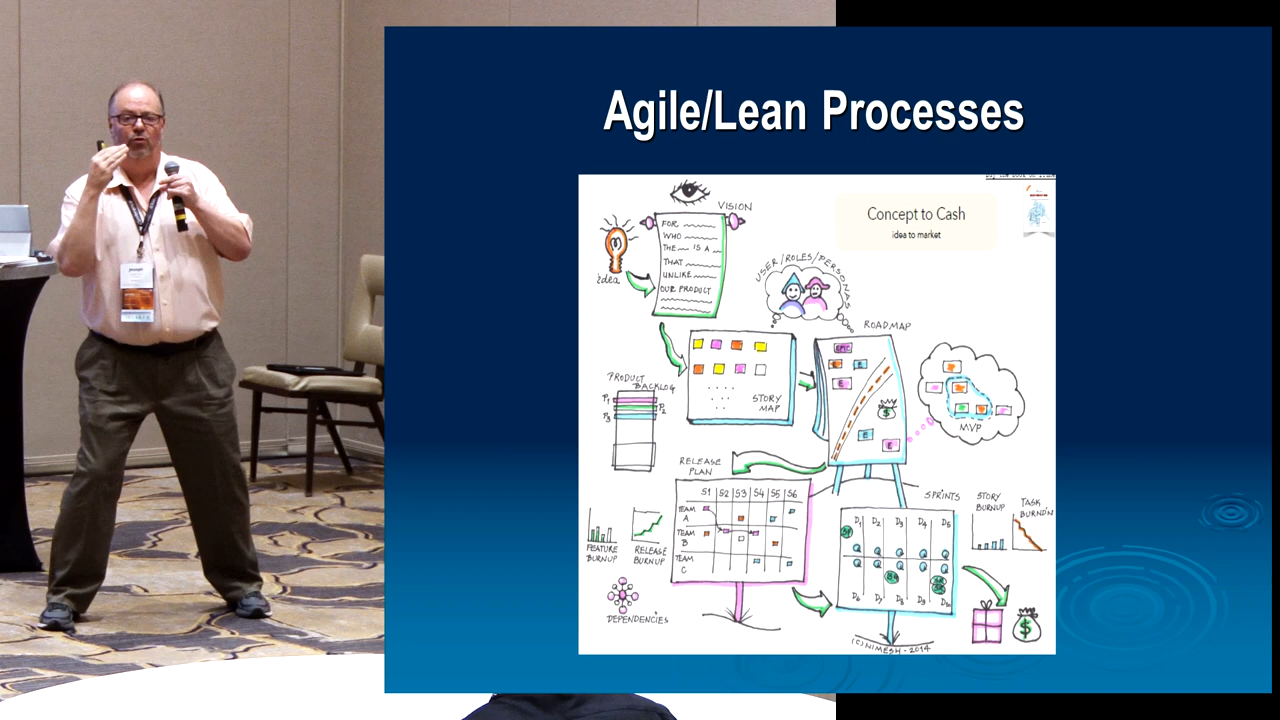 Agile/Lean Processes
Concept to Cash
idea to market
VISION
FOR
WHO
THE IS A
THAT
UNLIKE
OUR PRODUCT
idea
USER/ROLES/PERSONAS
ROADMAP
EPIC
E
E
E
E
$
MVP
STORY
MAP
PRODUCT
BACKLOG
P1
P2
P3
RELEASE
PLAN
S1 S2 S3 S4 S5 S6
TEAM
A
TEAM
B
TEAM
C
FEATURE
BURNUP
RELEASE
BURNUP
DEPENDENCIES
SPRINTS
D1 D2 D3 D4 D5
D6 D7 D8 D9 D10
STORY
BURNUP
TASK
BURND'N
$
(C) NIMESH - 2014
Joseph